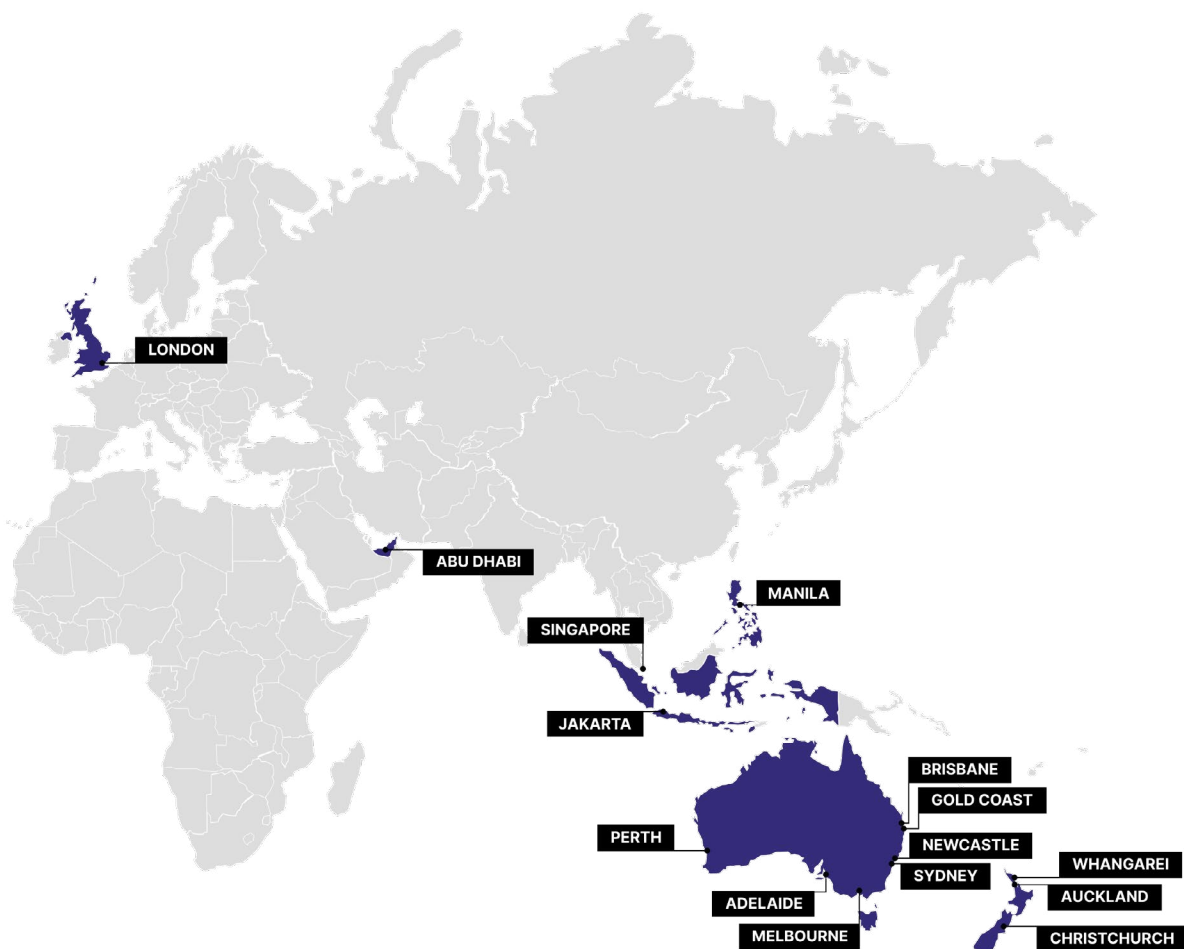 LONDON
ABU DHABI
MANILA
SINGAPORE
JAKARTA
BRISBANE
GOLD COAST
PERTH
NEWCASTLE
SYDNEY
WHANGAREI
ADELAIDE
AUCKLAND
MELBOURNE
CHRISTCHURCH